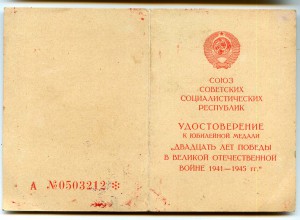 СОЮЗ
СОВЕТСКИХ
СОЦИАЛИСТИЧЕСКИХ
РЕСПУБЛИК
УДОСТОВЕРЕНИЕ
К ЮБИЛЕЙНОЙ МЕДАЛИ
„ДВАДЦАТЬ ЛЕТ ПОБЕДЫ
В ВЕЛИКОЙ ОТЕЧЕСТВЕННОЙ
ВОЙНЕ 1941—1945 гг."
А №0503212 *